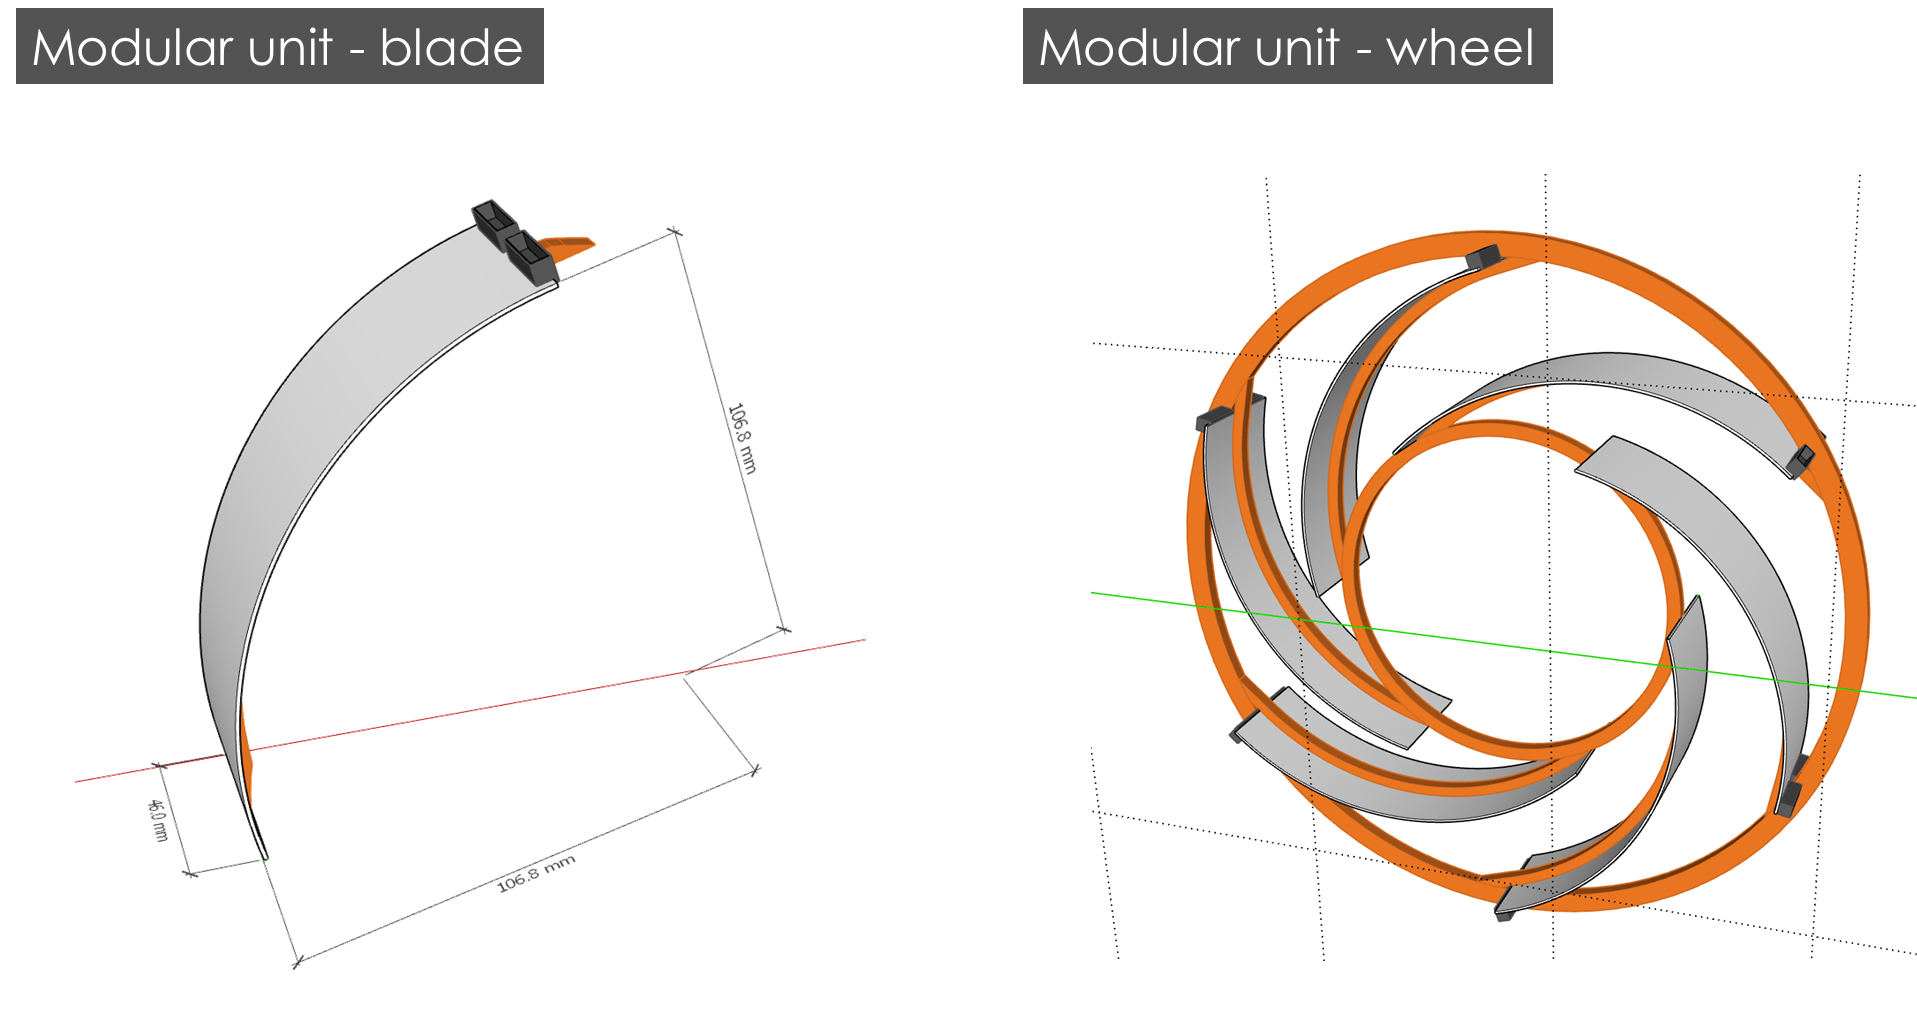 Modular unit - blade
Modular unit - wheel
106.8 mm
46.0 mm
106.8 mm